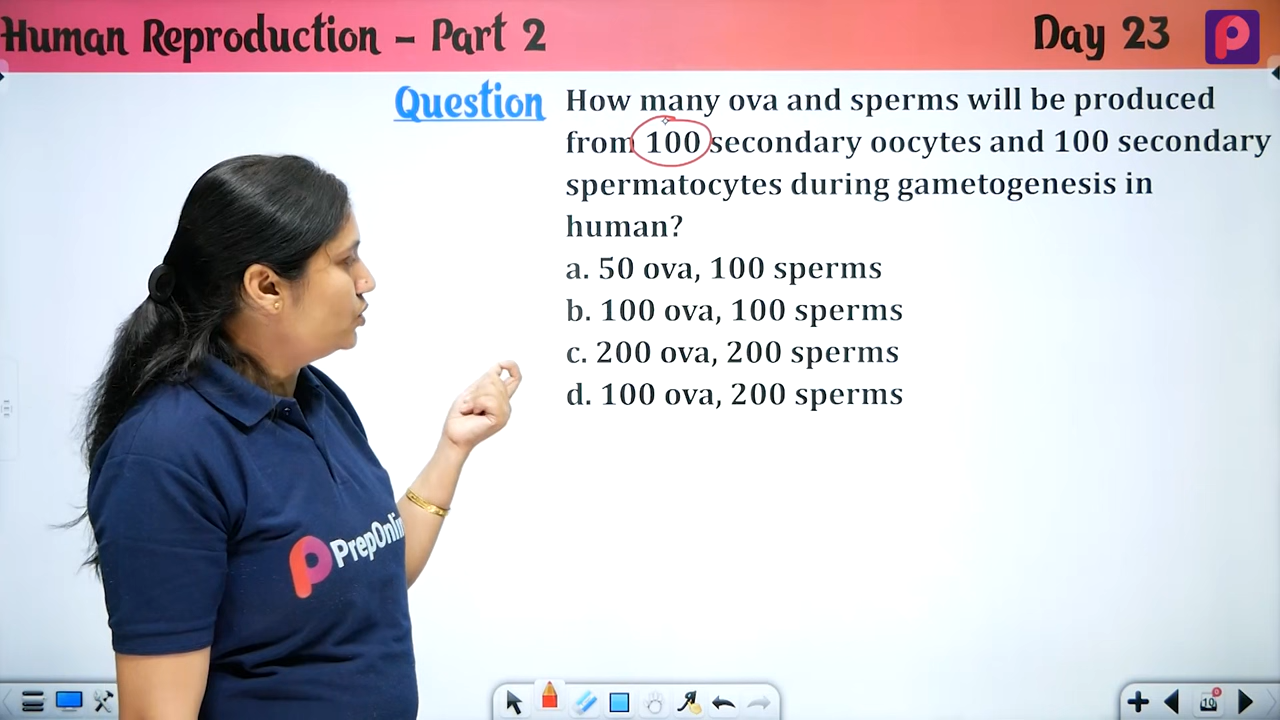 Human Reproduction – Part 2
Day 23
Question
How many ova and sperms will be produced
from 100 secondary oocytes and 100 secondary
spermatocytes during gametogenesis in
human?
a. 50 ova, 100 sperms
b. 100 ova, 100 sperms
c. 200 ova, 200 sperms
d. 100 ova, 200 sperms
PrepOnlin
10